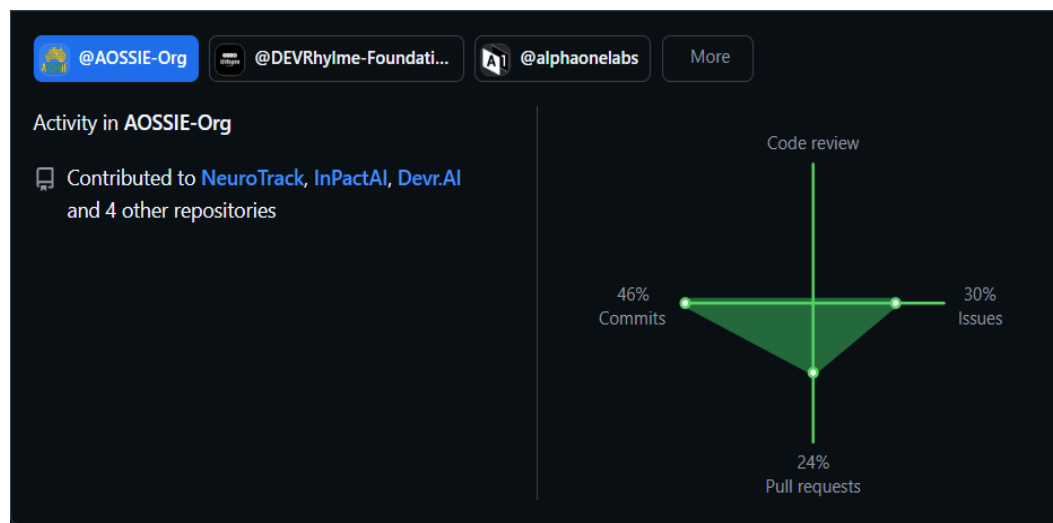 @AOSSIE-Org
@DEVRhylme-Foundati...
@alphaonelabs
More
Activity in AOSSIE-Org
Contributed to NeuroTrack, InPactAI, Devr.AI
and 4 other repositories
Code review
46%
Commits
30%
Issues
24%
Pull requests